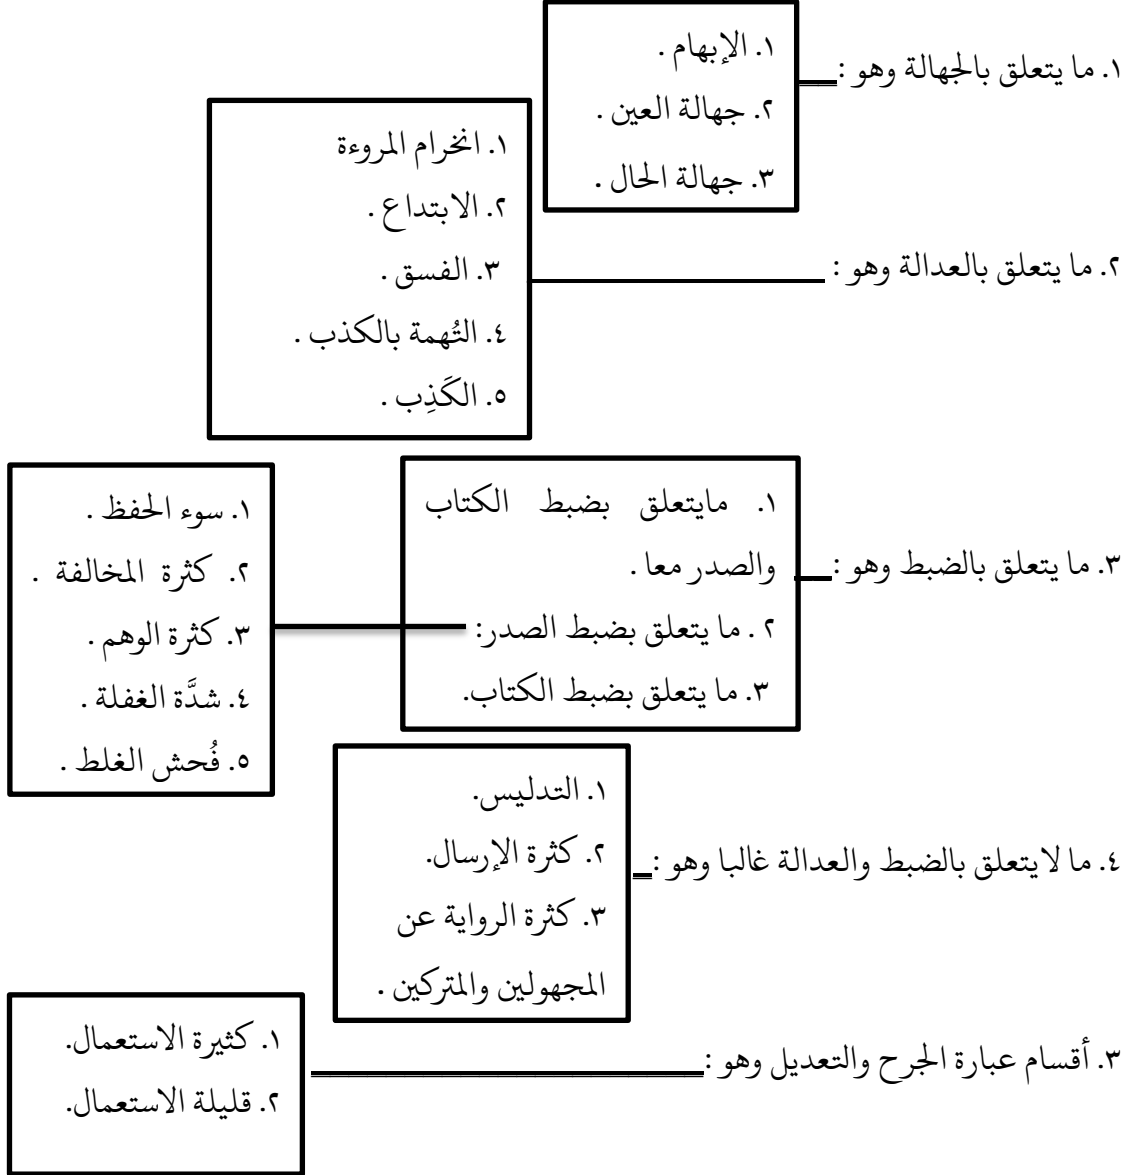 ١. ما يتعلق بالجهالة وهو :
١. الإبهام .
٢. جهالة العين .
٣. جهالة الحال .
٢. ما يتعلق بالعدالة وهو :
١. انخرام المروءة
٢. الابتداع .
٣. الفسق .
٤. التُهمة بالكذب .
٥. الكَذِب .
٣. ما يتعلق بالضبط وهو :
١. مايتعلق بضبط الكتاب
والصدر معا .
٢ . ما يتعلق بضبط الصدر:
٣. ما يتعلق بضبط الكتاب.
١. سوء الحفظ .
٢. كثرة المخالفة .
٣. كثرة الوهم .
٤. شدَّة الغفلة .
٥. فُحش الغلط .
٤. ما لايتعلق بالضبط والعدالة غالبا وهو :
١. التدليس.
٢. كثرة الإرسال.
٣. كثرة الرواية عن
المجهولين والمتركين .
٣. أقسام عبارة الجرح والتعديل وهو :
١. كثيرة الاستعمال.
٢. قليلة الاستعمال.